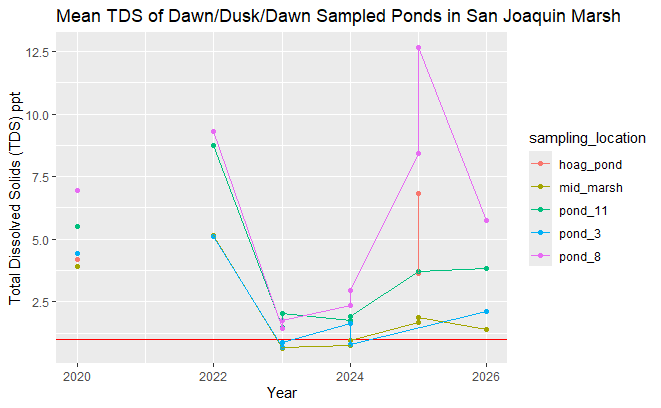 Mean TDS of Dawn/Dusk/Dawn Sampled Ponds in San Joaquin Marsh
Total Dissolved Solids (TDS) ppt
12.5
10.0
7.5
5.0
2.5
2020
2022
2024
2026
Year
sampling_location
hoag_pond
mid_marsh
pond_11
pond_3
pond_8